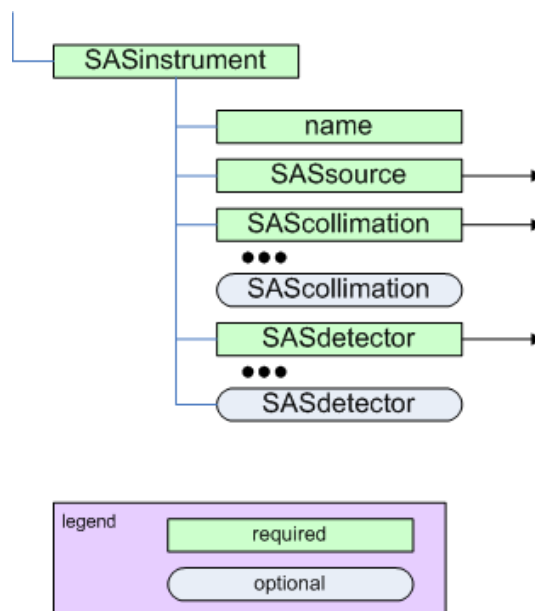 SASinstrument
name
SASsource
SAScollimation
●●●
SAScollimation
SASdetector
●●●
SASdetector
legend
required
optional